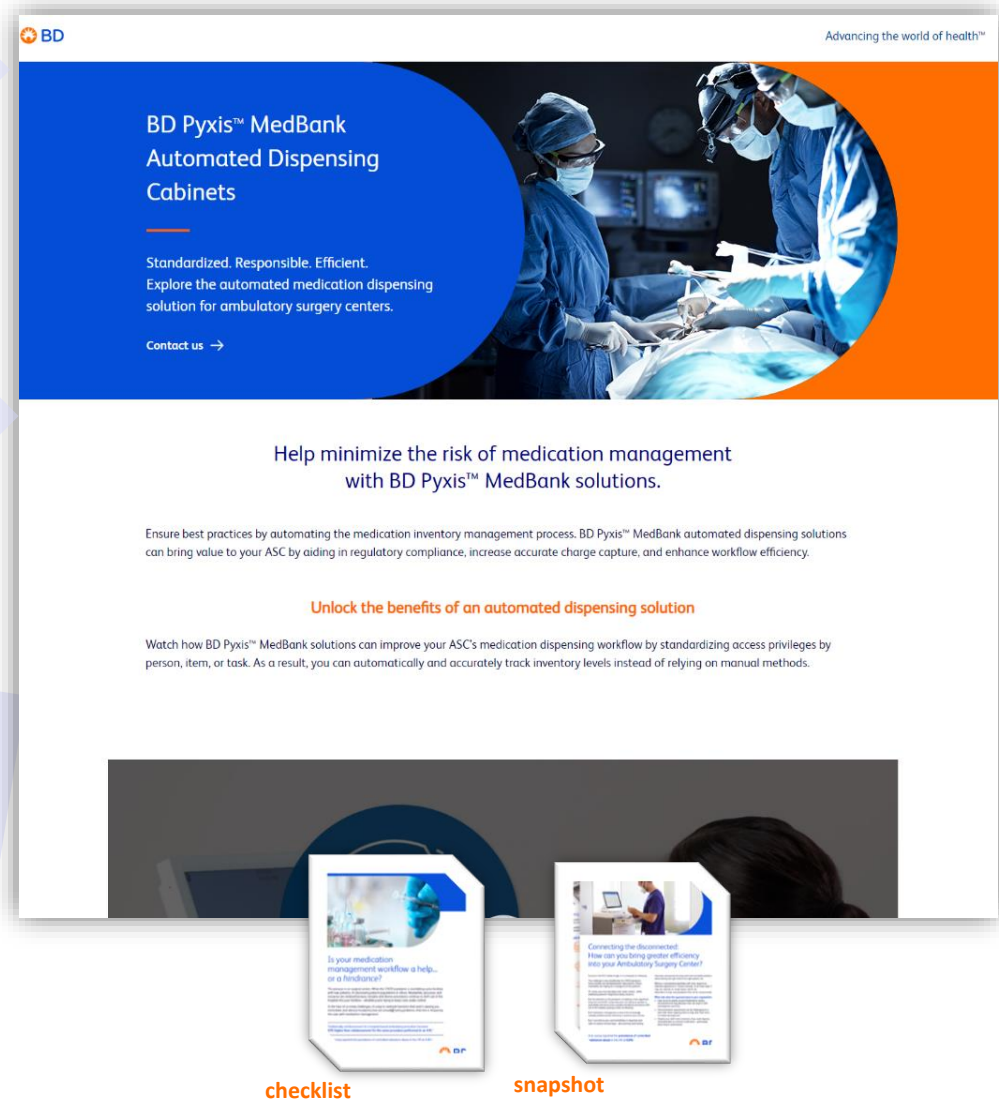 BD
Advancing the world of health™
BD Pyxis™ MedBank
Automated Dispensing
Cabinets
Standardized. Responsible. Efficient.
Explore the automated medication dispensing
solution for ambulatory surgery centers.
Contact us →
Help minimize the risk of medication management
with BD Pyxis™ MedBank solutions.
Ensure best practices by automating the medication inventory management process. BD Pyxis™ MedBank automated dispensing solutions
can bring value to your ASC by aiding in regulatory compliance, increase accurate charge capture, and enhance workflow efficiency.
Unlock the benefits of an automated dispensing solution
Watch how BD Pyxis™ MedBank solutions can improve your ASC's medication dispensing workflow by standardizing access privileges by
person, item, or task. As a result, you can automatically and accurately track inventory levels instead of relying on manual methods.
Is your medication
management workflow a help...
or a hindrance?
Connecting the disconnected:
How can you bring greater efficiency
into your Ambulatory Surgery Center?
checklist
snapshot